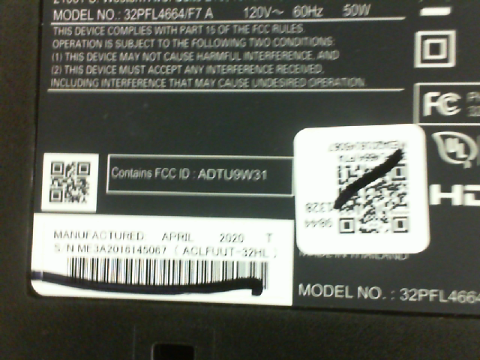 MODEL NO.: 32PFL4664/F7 A 120V~ 60Hz 50W
THIS DEVICE COMPLIES WITH PART 15 OF THE FCC RULES.
OPERATION IS SUBJECT TO THE FOLLOWING TWO CONDITIONS:
(1) THIS DEVICE MAY NOT CAUSE HARMFUL INTERFERENCE, AND
(2) THIS DEVICE MUST ACCEPT ANY INTERFERENCE RECEIVED,
INCLUDING INTERFERENCE THAT MAY CAUSE UNDESIRED OPERATION.
FC
UL
Contains FCC ID : ADTU9W31
MANUFACTURED: APRIL 2020 T
S/N:ME3A2018145067 ( ACLFUUT-32HL )
MADE IN THAILAND
MODEL NO. : 32PFL4664